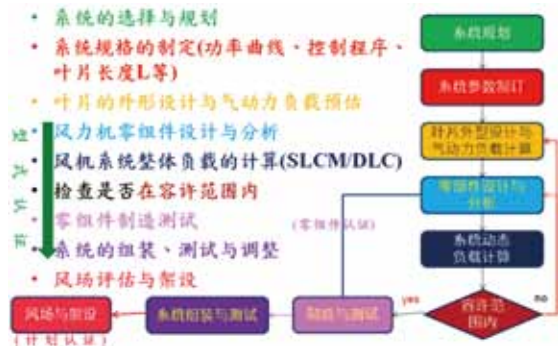 • 系统的选择与规划
• 系统规格的制定(功率曲线、控制程序、
叶片长度L等)
• 叶片的外形设计与气动力负载预估
• 风力机零组件设计与分析
• 风机系统整体负载的计算(SLCM/DLC)
• 检查是否在容许范围内
• 零组件制造测试
• 系统的组装、测试与调整
• 风场评估与架设
型式认证
系统规划
系统参数制订
叶片外型设计与
气动力负载计算
零组件设计与
分析
(零组件认证)
系统动态
负载计算
容许范
围内
yes
no
制造与测试
系统组装与测试
风场与架设
(计划认证)